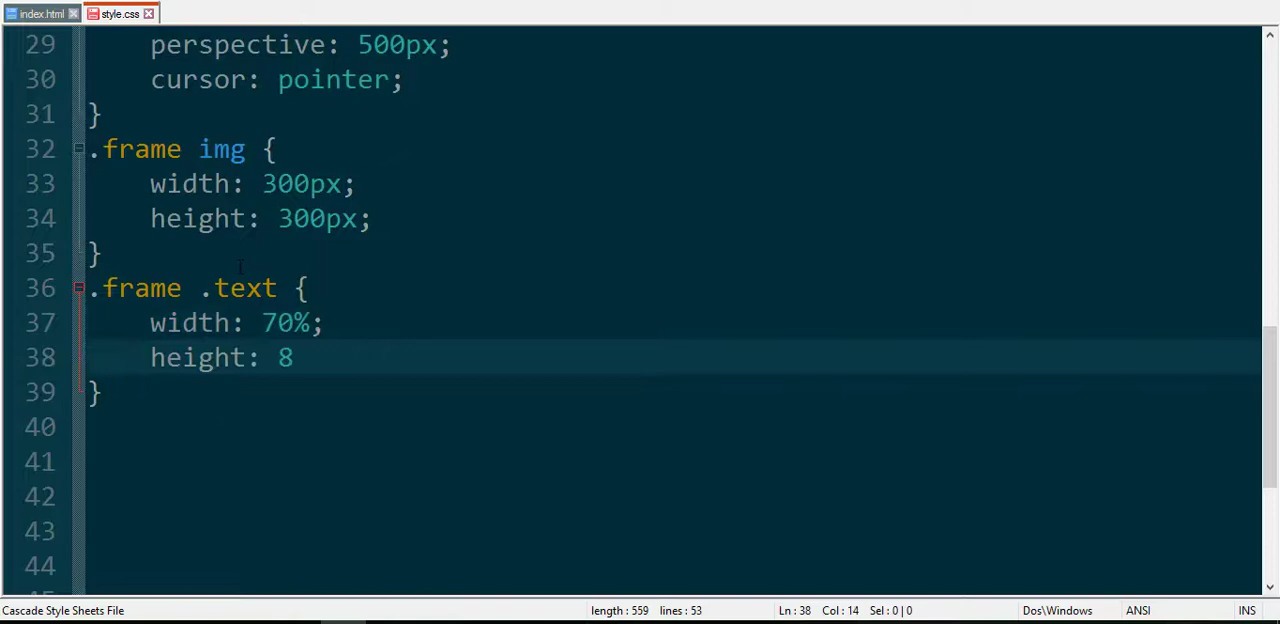 index.html style.css
29 perspective: 500px;
30 cursor: pointer;
31 }
32 .frame img {
33 width: 300px;
34 height: 300px;
35 }
36 .frame .text {
37 width: 70%;
38 height: 8
39 }
40
41
42
43
44
Cascade Style Sheets File length : 559 lines : 53 Ln : 38 Col : 14 Sel : 0 | 0 Dos\Windows ANSI INS